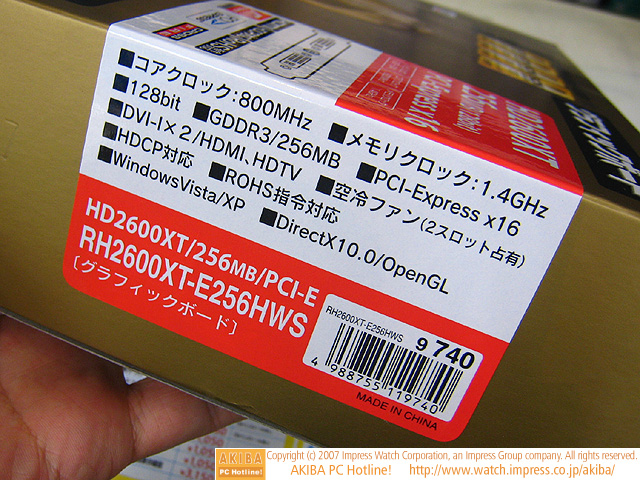 ■コアクロック:800MHz ■メモリクロック:1.4GHz
■128bit ■GDDR3/256MB ■PCI-Express x16
■DVI-I×2/HDMI、HDTV ■空冷ファン(2スロット占有)
■HDCP対応 ■ROHS指令対応
■WindowsVista/XP ■DirectX10.0/OpenGL
HD2600XT/256MB/PCI-E
RH2600XT-E256HWS
[グラフィックボード]
RH2600XT-E256HWS
9 740
4 988755 119740
MADE IN CHINA
AKIBA
PC Hotline!
Copyright (c) 2007 Impress Watch Corporation, an Impress Group company. All rights reserved.
AKIBA PC Hotline! http://www.watch.impress.co.jp/akiba/